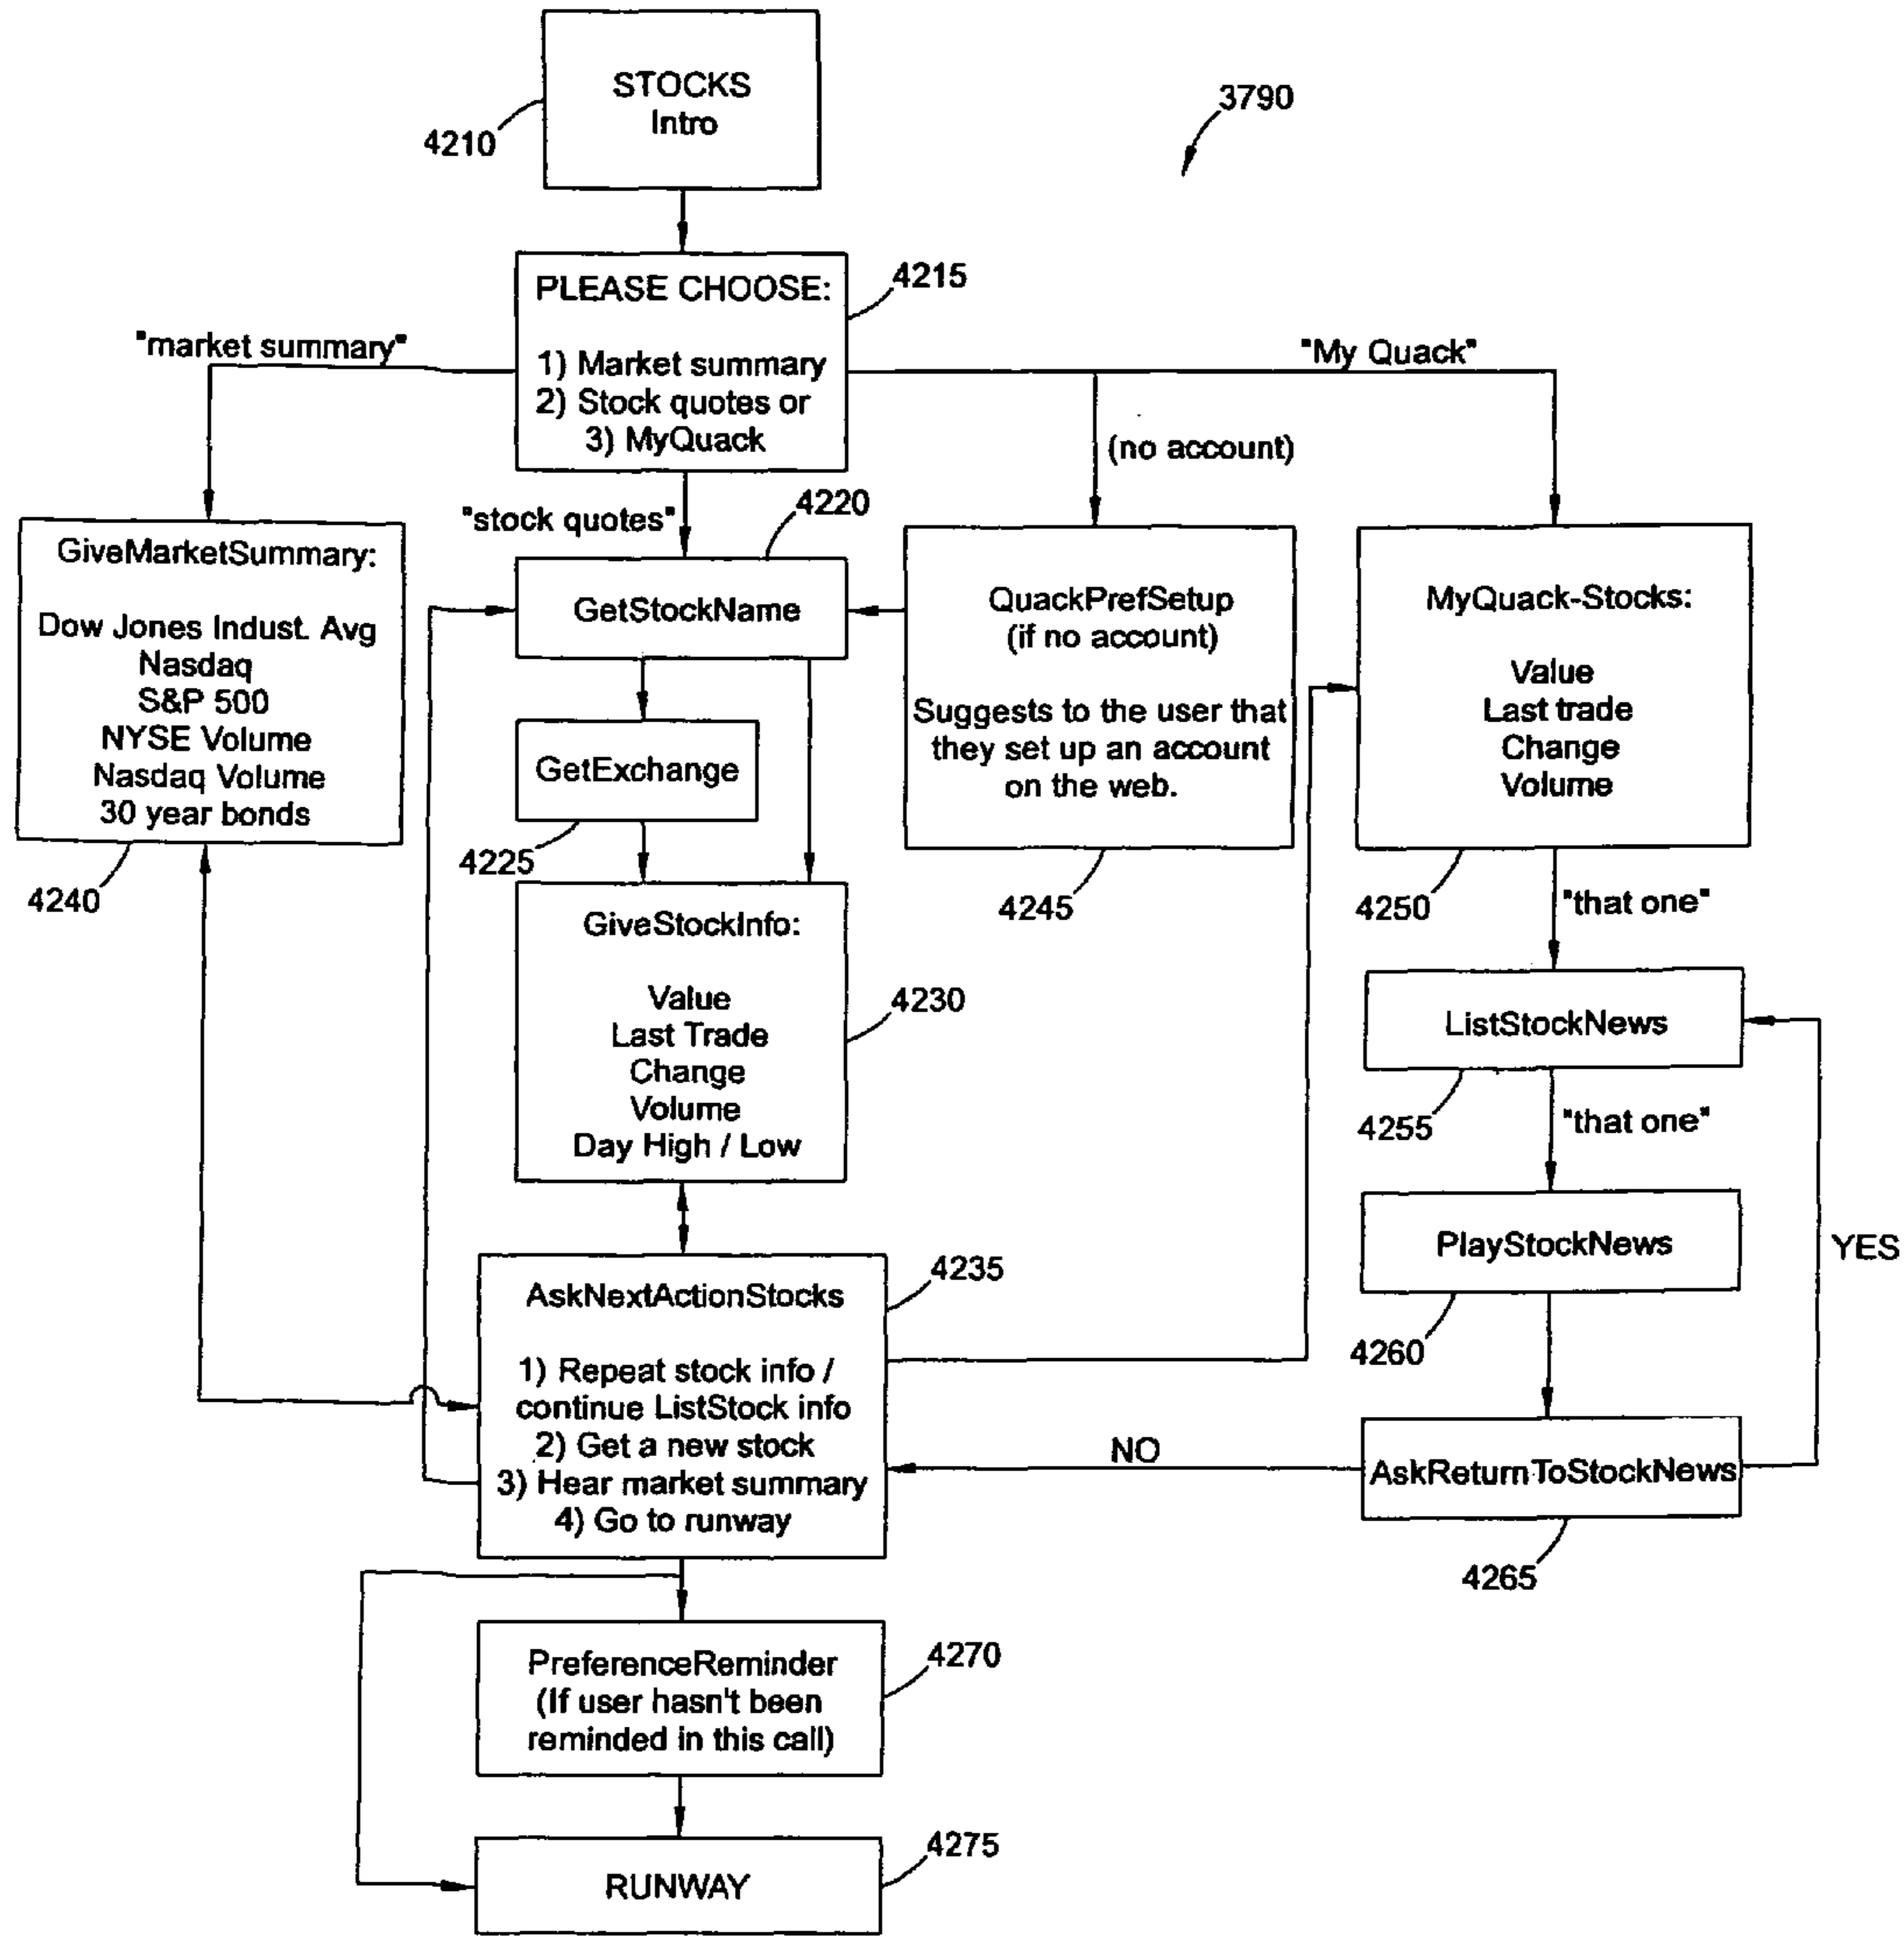 STOCKS
Intro
4210
3790
PLEASE CHOOSE:
1) Market summary
2) Stock quotes or
3) MyQuack
4215
"market summary"
"My Quack"
(no account)
"stock quotes"
4220
GiveMarketSummary:
Dow Jones Indust. Avg
Nasdaq
S&P 500
NYSE Volume
Nasdaq Volume
30 year bonds
4240
GetStockName
GetExchange
4225
QuackPrefSetup
(if no account)
Suggests to the user that
they set up an account
on the web.
4245
MyQuack-Stocks:
Value
Last trade
Change
Volume
4250
"that one"
GiveStockInfo:
Value
Last Trade
Change
Volume
Day High / Low
4230
ListStockNews
4255
"that one"
PlayStockNews
4260
YES
AskNextActionStocks
1) Repeat stock info /
continue ListStock info
2) Get a new stock
3) Hear market summary
4) Go to runway
4235
NO
AskReturnToStockNews
4265
PreferenceReminder
(If user hasn't been
reminded in this call)
4270
RUNWAY
4275